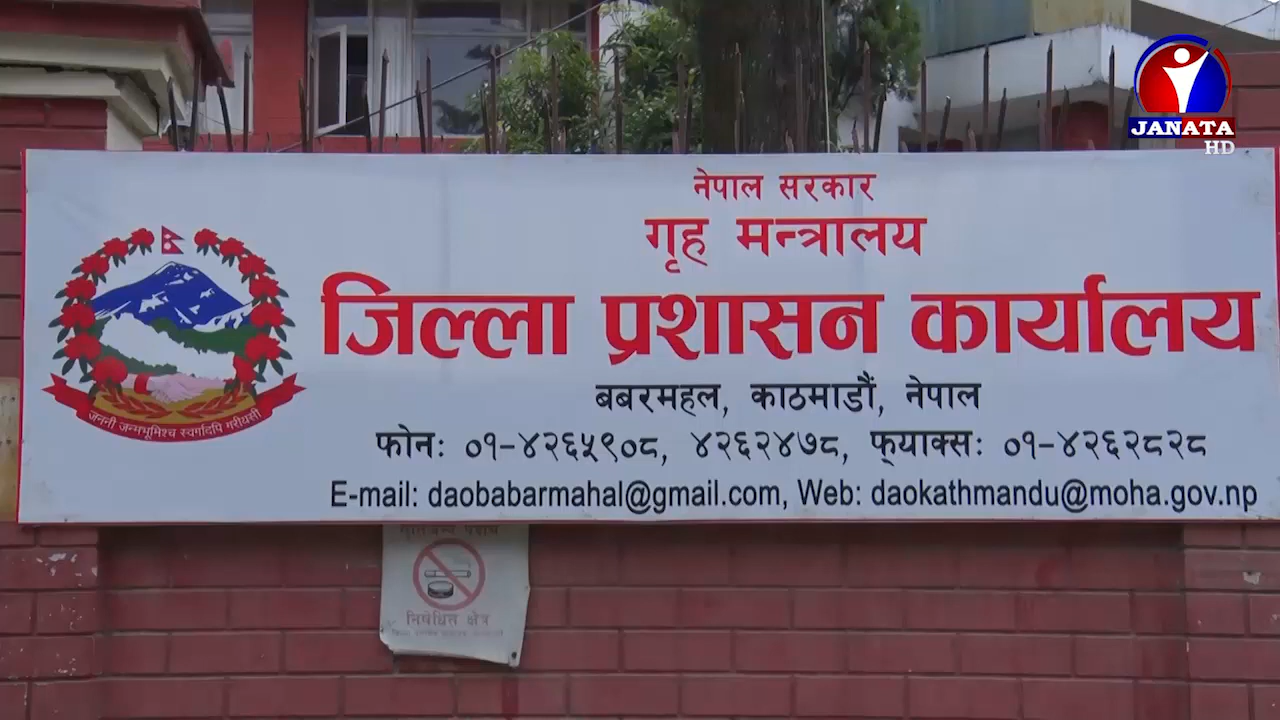 JANATA
HD
नेपाल सरकार
गृह मन्त्रालय
जिल्ला प्रशासन कार्यालय
बबरमहल, काठमाडौं, नेपाल
फोनः ०१-४२६५९०८, ४२६२४७८, फ्याक्सः ०१-४२६२८२८
E-mail: daobabarmahal@gmail.com, Web: daokathmandu@moha.gov.np
जननी जन्मभूमिश्च स्वर्गादपि गरीयसी
निषेधित क्षेत्र